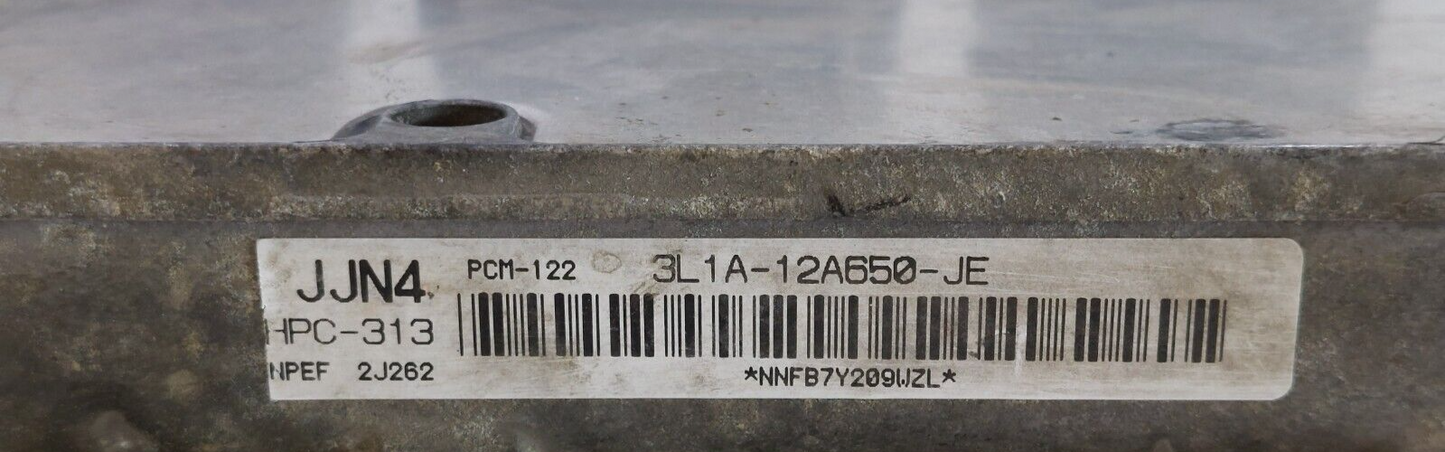 JJN4 PCM-122 3L1A-12A650-JE
HPC-313
NPEF 2J262 *NNFB7Y209WZL*